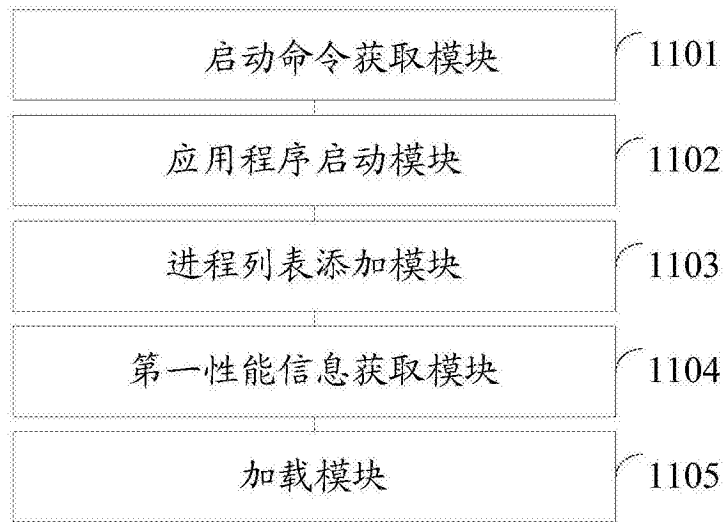 启动命令获取模块 1101
应用程序启动模块 1102
进程列表添加模块 1103
第一性能信息获取模块 1104
加载模块 1105